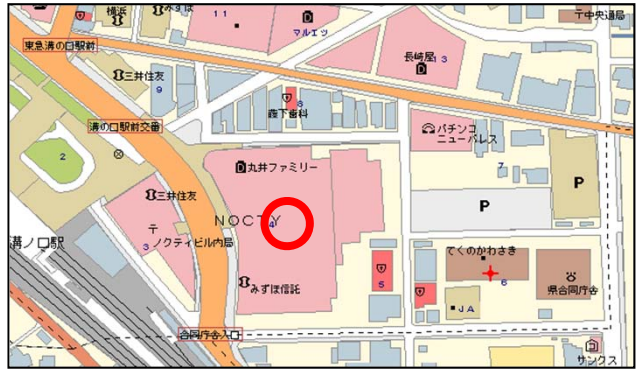 横浜
みずほ
11
マルエツ
〒中央通局
東急溝の口駅前
三井住友
9
長崎屋
13
8
森下歯科
溝の口駅前交番
パチンコ
ニューパレス
2
丸井ファミリー
7
P
三井住友
NOCTY
4
P
〒
ノクティビル内局
3
溝ノ口駅
てくのかわさき
6
みずほ信託
5
県合同庁舎
JA
合同庁舎入口
サンクス